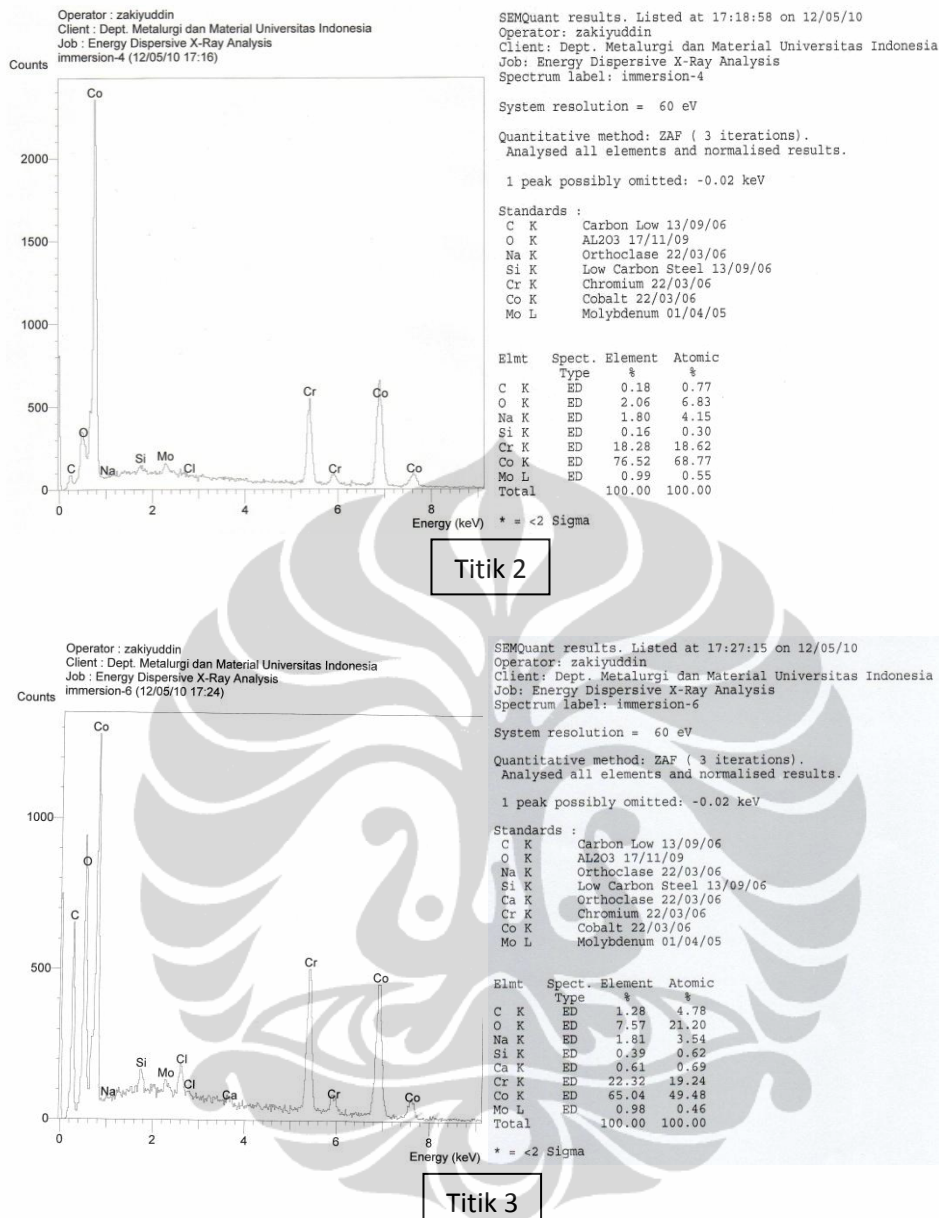 Operator : zakiyuddin
Client : Dept. Metalurgi dan Material Universitas Indonesia
Job : Energy Dispersive X-Ray Analysis
immersion-4 (12/05/10 17:16)
Counts
2000
1500
1000
500
0
Co
O
C
Na
Si
Mo
Cl
Cr
Cr
Co
Co
0 2 4 6 8
Energy (keV)
SEMQuant results. Listed at 17:18:58 on 12/05/10
Operator: zakiyuddin
Client: Dept. Metalurgi dan Material Universitas Indonesia
Job: Energy Dispersive X-Ray Analysis
Spectrum label: immersion-4
System resolution = 60 eV
Quantitative method: ZAF ( 3 iterations).
Analysed all elements and normalised results.
1 peak possibly omitted: -0.02 keV
Standards :
C K Carbon Low 13/09/06
O K AL2O3 17/11/09
Na K Orthoclase 22/03/06
Si K Low Carbon Steel 13/09/06
Cr K Chromium 22/03/06
Co K Cobalt 22/03/06
Mo L Molybdenum 01/04/05
Elmt Spect. Element Atomic
Type % %
C K ED 0.18 0.77
O K ED 2.06 6.83
Na K ED 1.80 4.15
Si K ED 0.16 0.30
Cr K ED 18.28 18.62
Co K ED 76.52 68.77
Mo L ED 0.99 0.55
Total 100.00 100.00
* = <2 Sigma
Titik 2
Operator : zakiyuddin
Client : Dept. Metalurgi dan Material Universitas Indonesia
Job : Energy Dispersive X-Ray Analysis
immersion-6 (12/05/10 17:24)
Counts
1000
500
0
Co
O
C
Na
Si
Mo
Cl
Cl
Ca
Cr
Cr
Co
Co
0 2 4 6 8
Energy (keV)
SEMQuant results. Listed at 17:27:15 on 12/05/10
Operator: zakiyuddin
Client: Dept. Metalurgi dan Material Universitas Indonesia
Job: Energy Dispersive X-Ray Analysis
Spectrum label: immersion-6
System resolution = 60 eV
Quantitative method: ZAF ( 3 iterations).
Analysed all elements and normalised results.
1 peak possibly omitted: -0.02 keV
Standards :
C K Carbon Low 13/09/06
O K AL2O3 17/11/09
Na K Orthoclase 22/03/06
Si K Low Carbon Steel 13/09/06
Ca K Orthoclase 22/03/06
Cr K Chromium 22/03/06
Co K Cobalt 22/03/06
Mo L Molybdenum 01/04/05
Elmt Spect. Element Atomic
Type % %
C K ED 1.28 4.78
O K ED 7.57 21.20
Na K ED 1.81 3.54
Si K ED 0.39 0.62
Ca K ED 0.61 0.69
Cr K ED 22.32 19.24
Co K ED 65.04 49.48
Mo L ED 0.98 0.46
Total 100.00 100.00
* = <2 Sigma
Titik 3